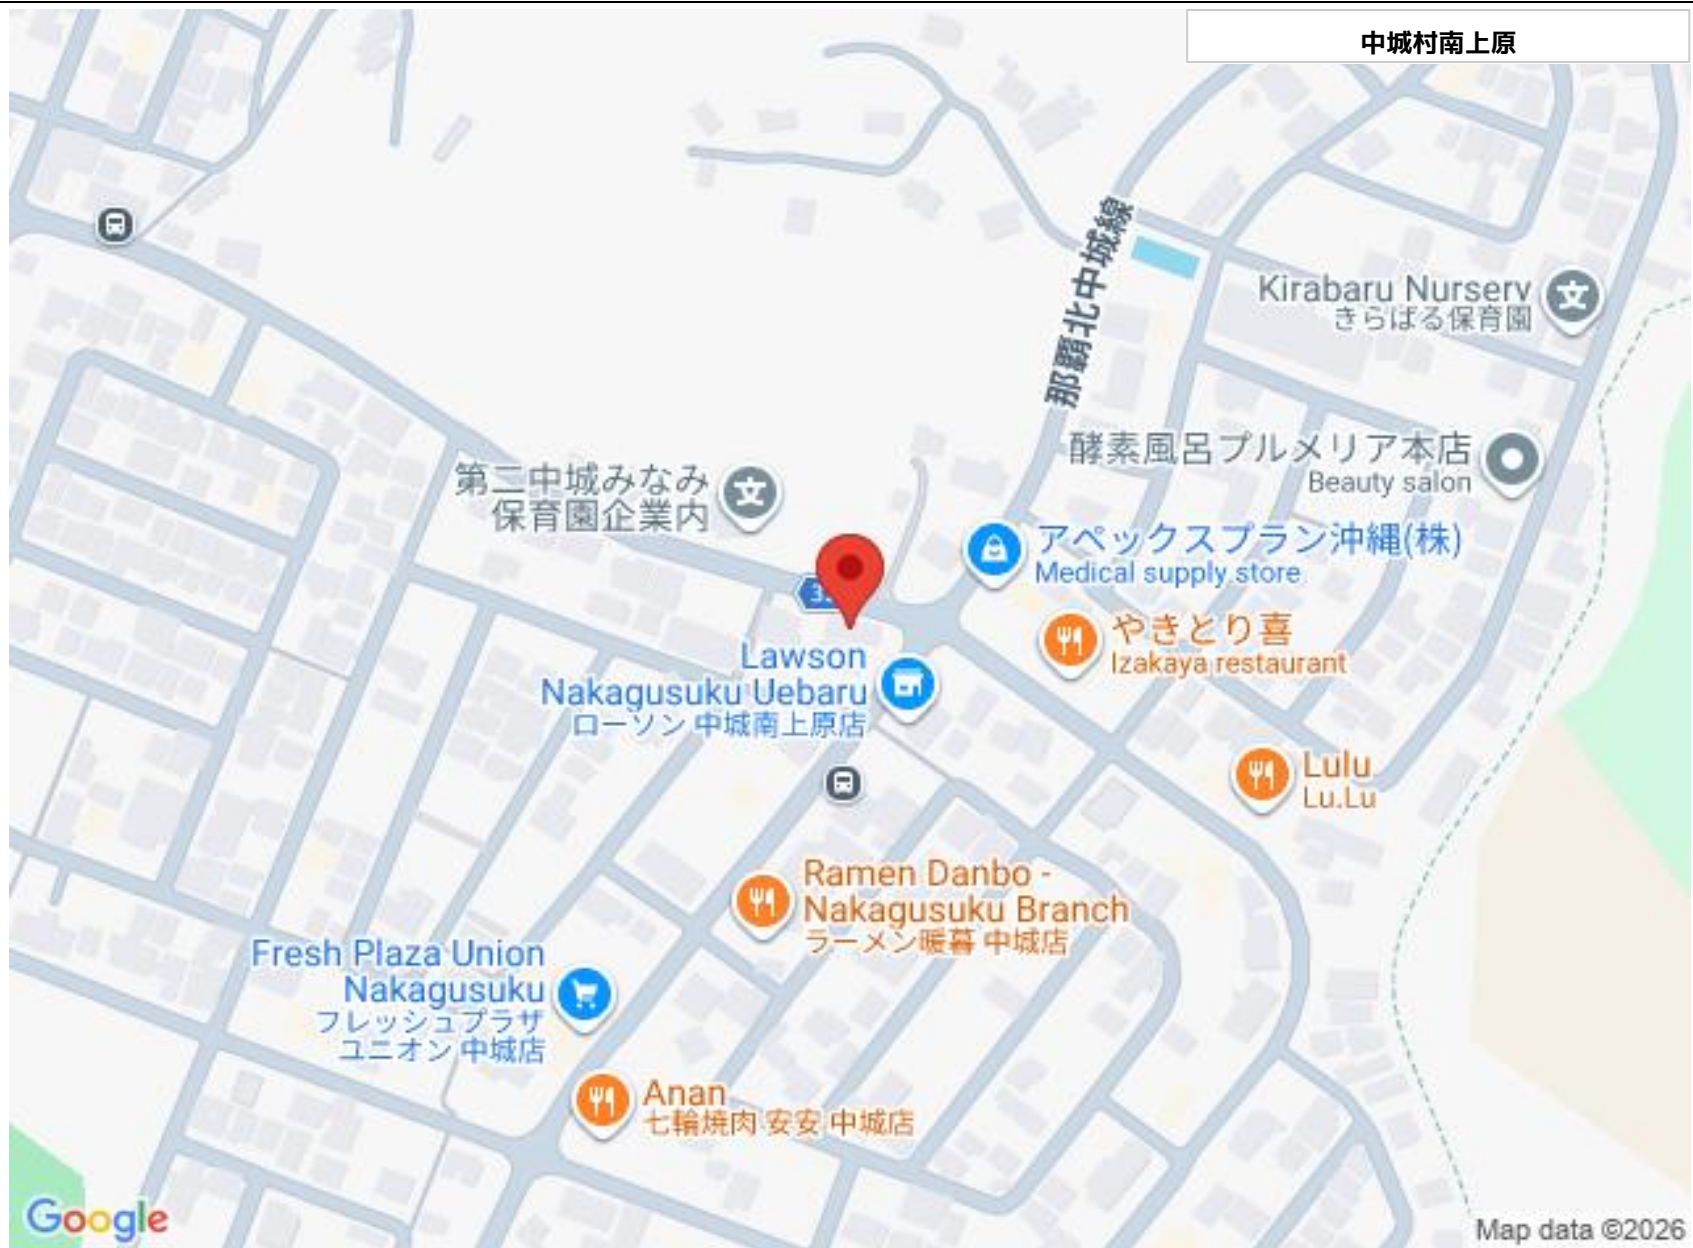 中城村南上原
那覇北中城線
Kirabaru Nurserv
きらばる保育園
酵素風呂プルメリア本店
Beauty salon
第二中城みなみ
保育園企業内
アペックスプラン沖縄(株)
Medical supply store
やきとり喜
Izakaya restaurant
Lawson
Nakagusuku Uebaru
ローソン 中城南上原店
Lulu
Lu.Lu
Ramen Danbo -
Nakagusuku Branch
ラーメン暖暮 中城店
Fresh Plaza Union
Nakagusuku
フレッシュプラザ
ユニオン 中城店
Anan
七輪焼肉 安安 中城店
Google
Map data ©2026